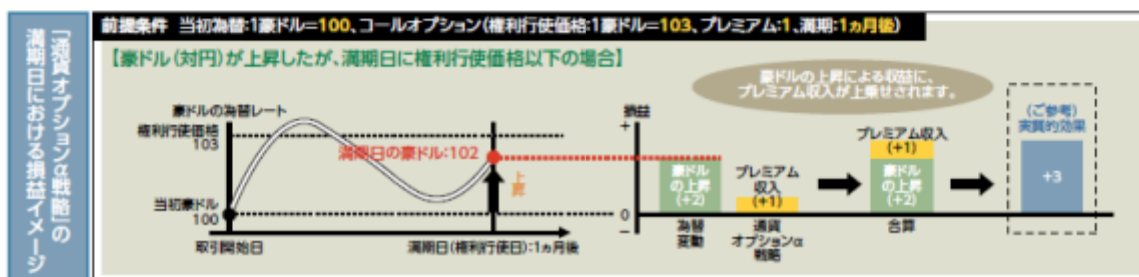 「通貨オプションα戦略」の
満期日における損益イメージ
前提条件 当初為替:1豪ドル=100、コールオプション(権利行使価格:1豪ドル=103、プレミアム:1、満期:1ヵ月後)
【豪ドル(対円)が上昇したが、満期日に権利行使価格以下の場合】
豪ドルの上昇による収益に、
プレミアム収入が上乗せされます。
豪ドルの為替レート
権利行使価格
103
満期日の豪ドル:102
上昇
当初豪ドル
100
取引開始日
満期日(権利行使日):1ヵ月後
損益
+
0
−
豪ドル
の上昇
(+2)
為替
変動
プレミアム
収入
(+1)
通貨
オプションα
戦略
プレミアム収入
(+1)
豪ドル
の上昇
(+2)
合算
(ご参考)
実質的効果
+3